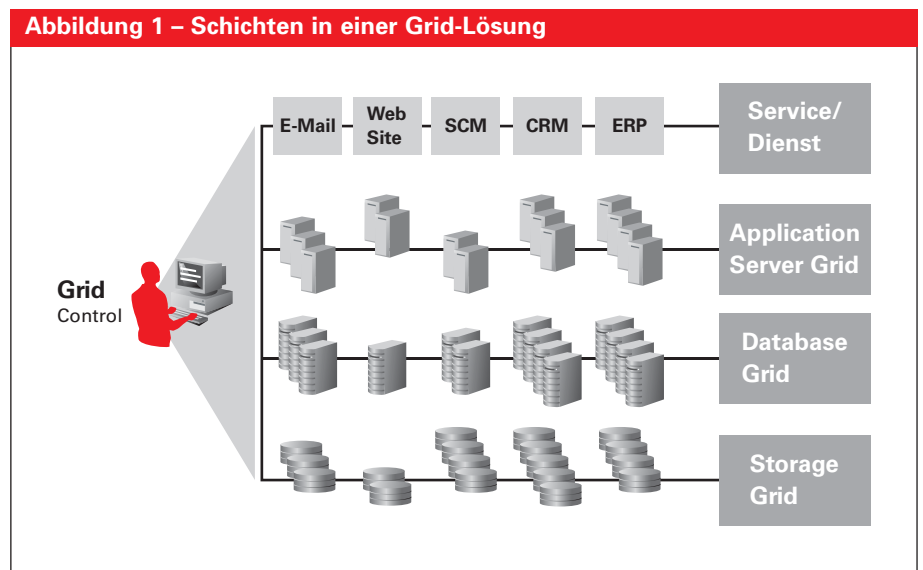 Abbildung 1 – Schichten in einer Grid-Lösung
E-Mail
Web
Site
SCM
CRM
ERP
Service/
Dienst
Application
Server Grid
Grid
Control
Database
Grid
Storage
Grid